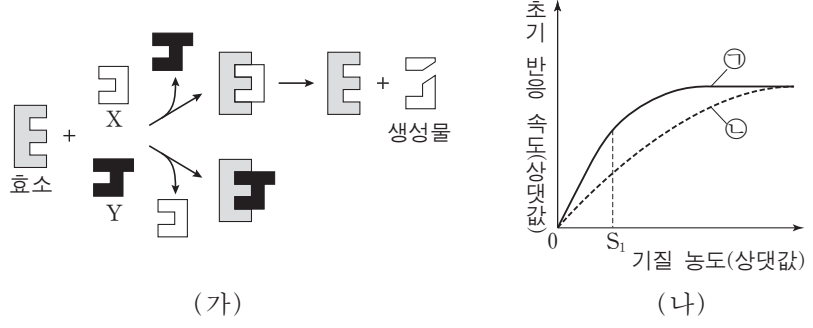 효소
+
X
Y
+
생성물
(가)
초기 반응 속도(상댓값)
㉠
㉡
0
S₁
기질 농도(상댓값)
(나)